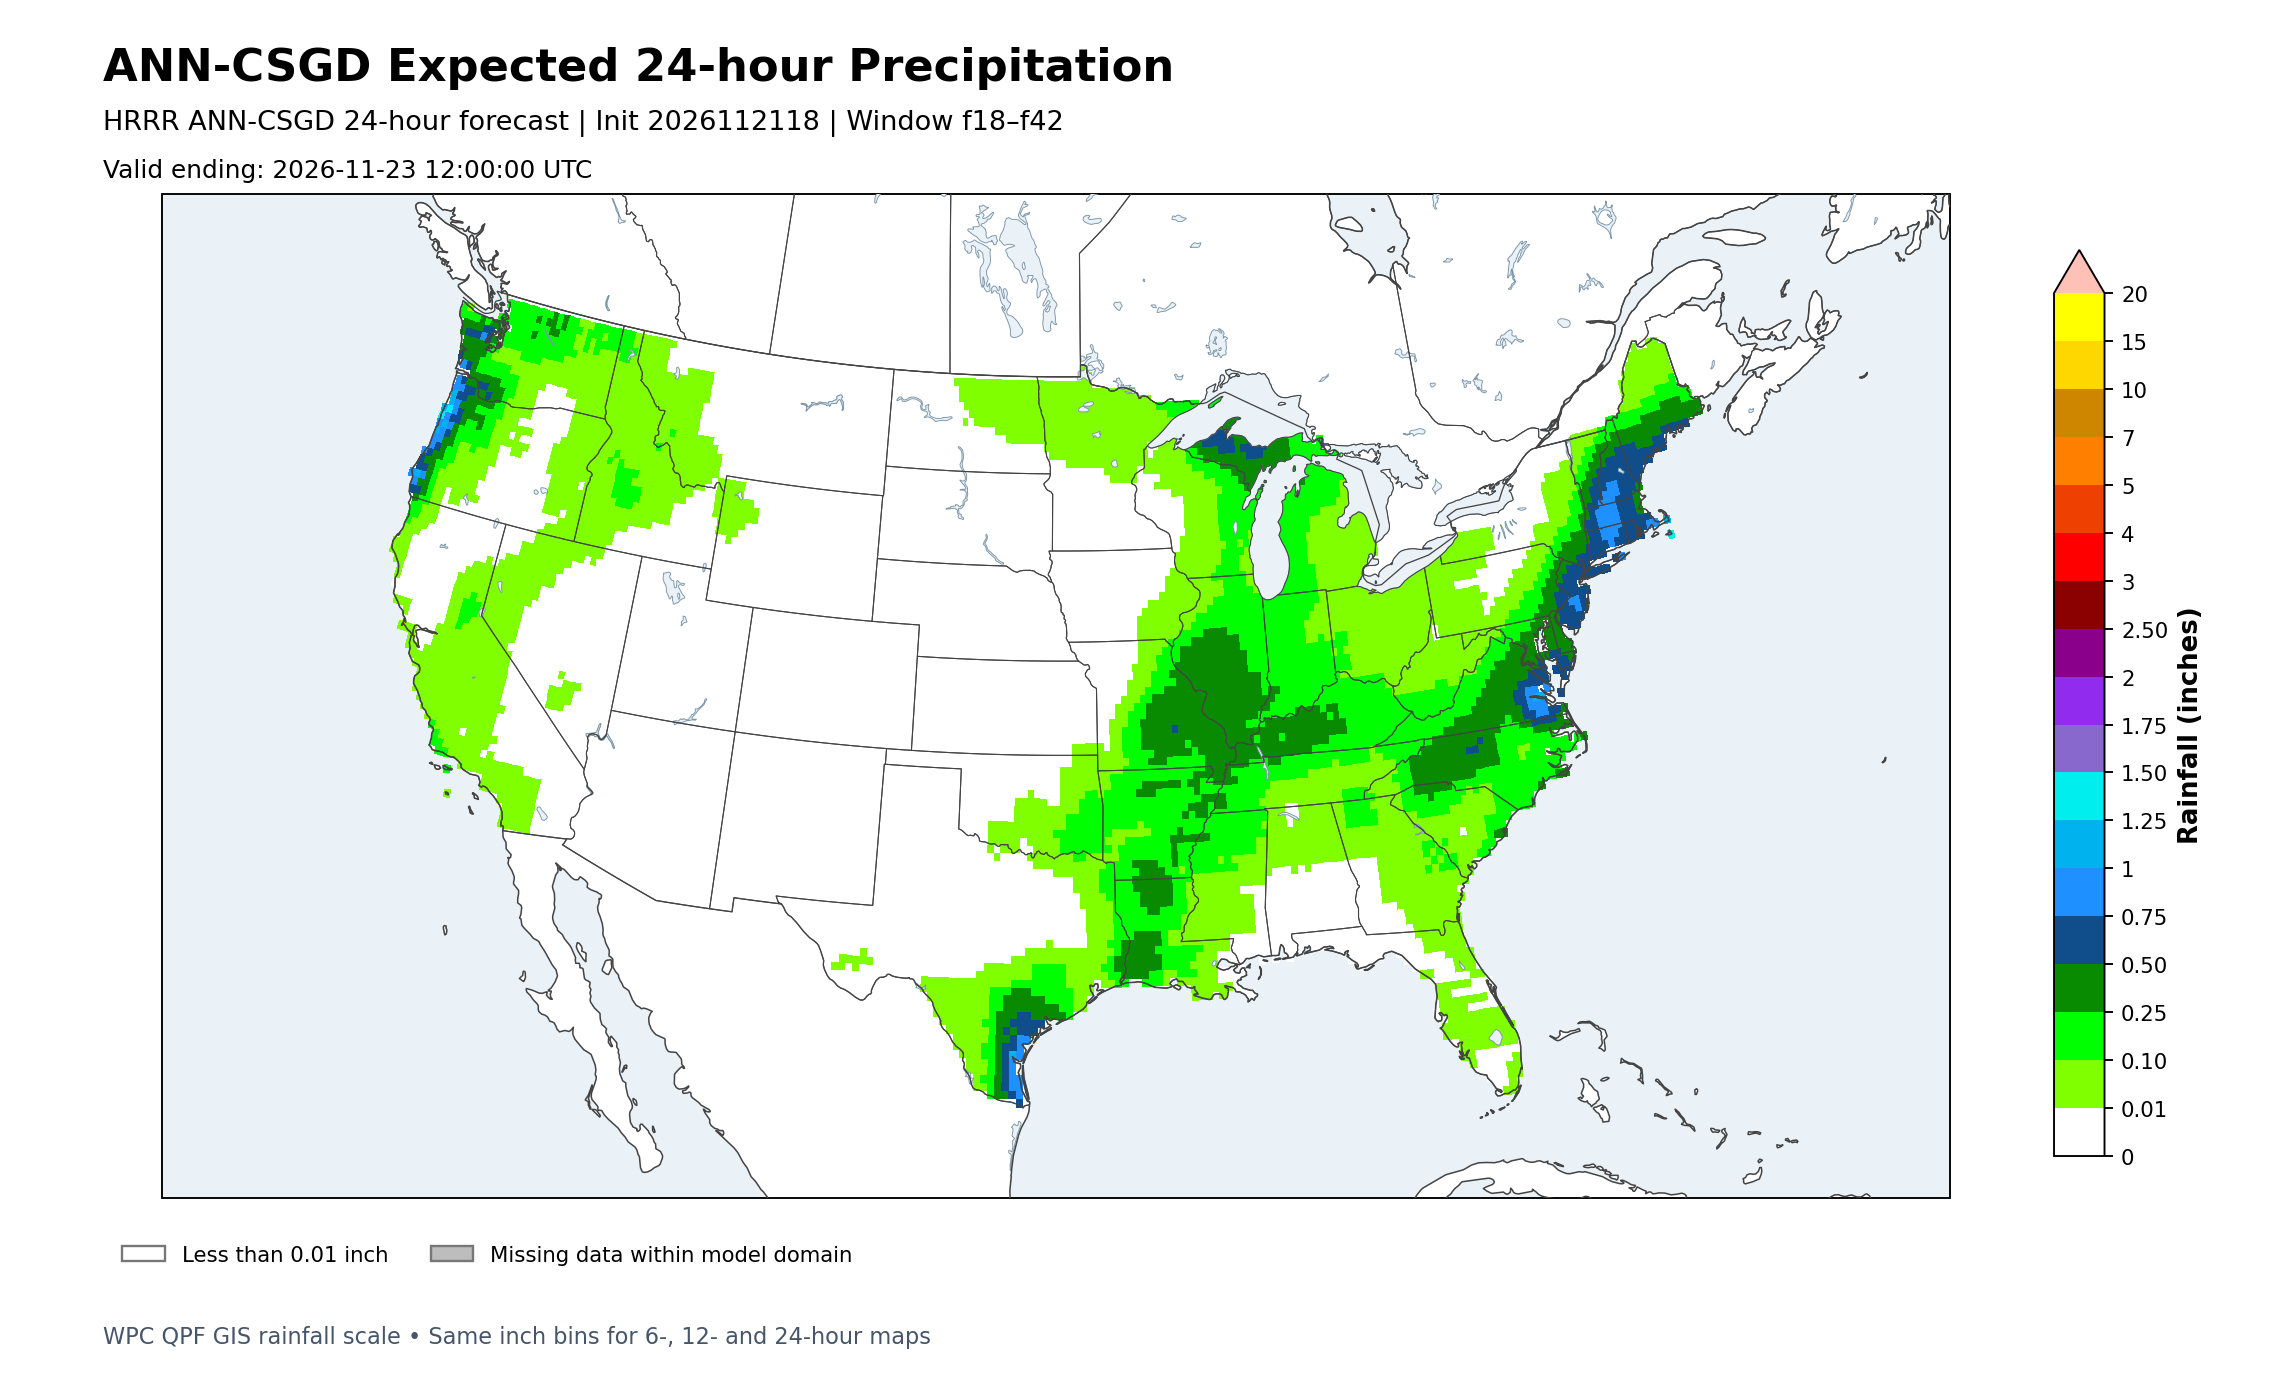 ANN-CSGD Expected 24-hour Precipitation
HRRR ANN-CSGD 24-hour forecast | Init 2026112118 | Window f18–f42
Valid ending: 2026-11-23 12:00:00 UTC
20
15
10
7
5
4
3
2.50
2
1.75
1.50
1.25
1
0.75
0.50
0.25
0.10
0.01
0
Rainfall (inches)
Less than 0.01 inch
Missing data within model domain
WPC QPF GIS rainfall scale • Same inch bins for 6-, 12- and 24-hour maps